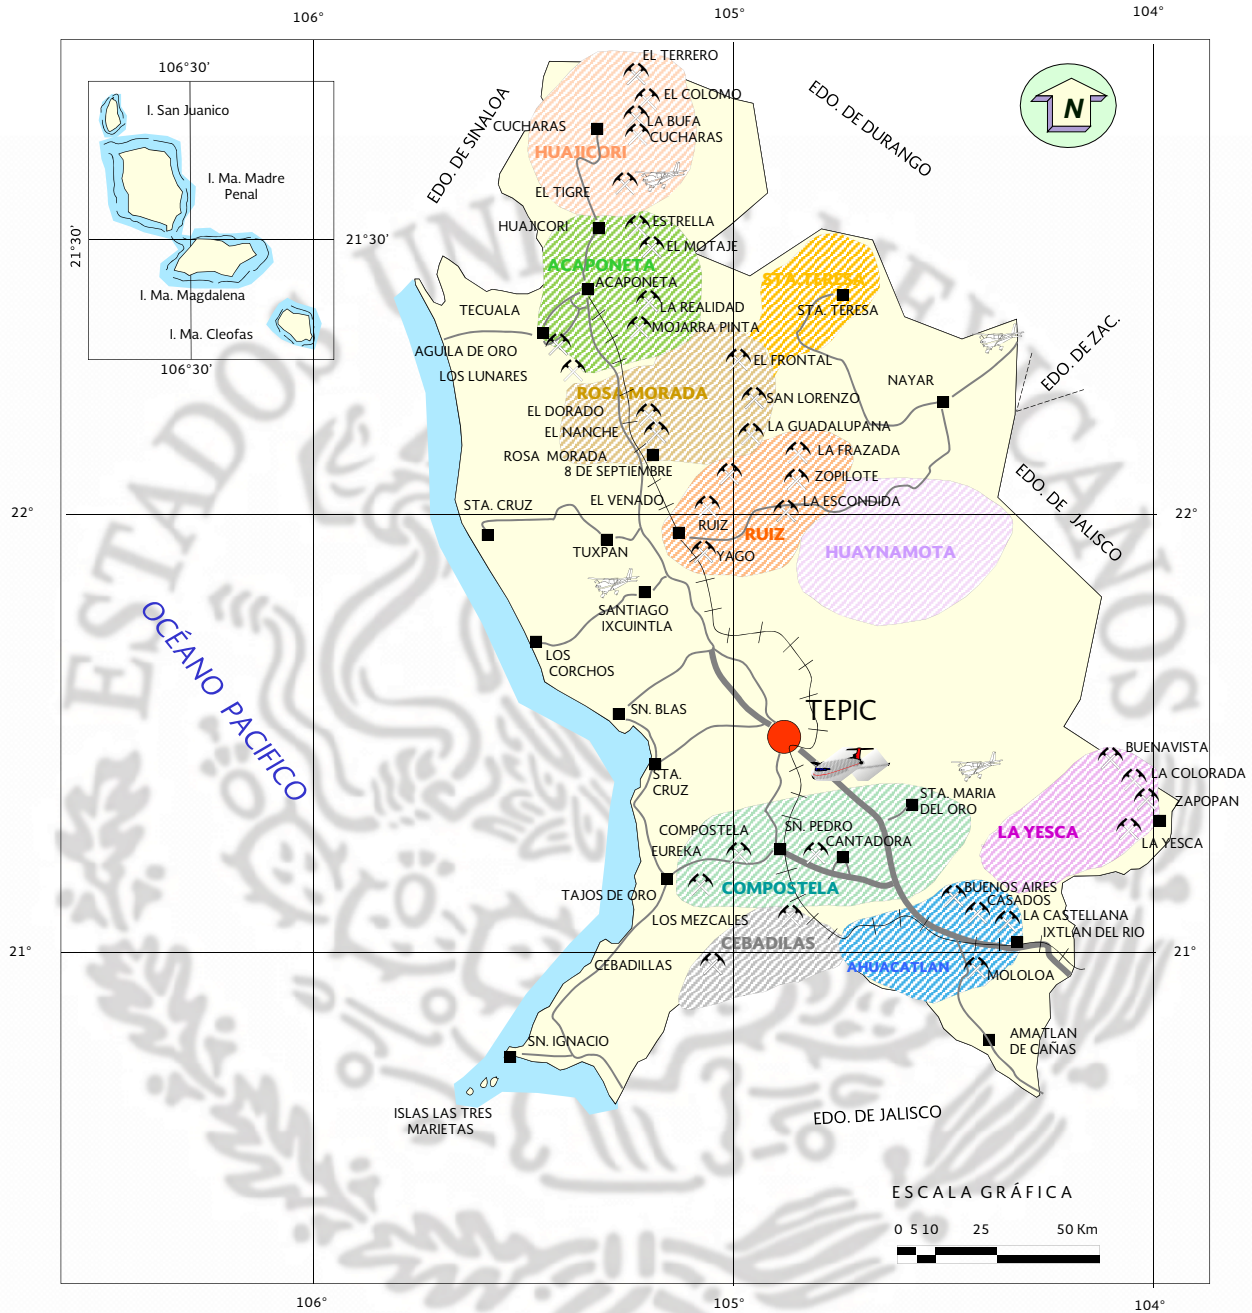 106°
105°
104°
106°30'
I. San Juanico
I. Ma. Madre
Penal
21°30'
21°30'
I. Ma. Magdalena
I. Ma. Cleofas
106°30'
EDO. DE SINALOA
EDO. DE DURANGO
N
EL TERRERO
EL COLOMO
LA BUFA
CUCHARAS
CUCHARAS
HUAJICORI
EL TIGRE
HUAJICORI
ESTRELLA
EL MOTAJE
ACAPONETA
ACAPONETA
STA. TERESA
STA. TERESA
TECUALA
LA REALIDAD
MOJARRA PINTA
AGUILA DE ORO
LOS LUNARES
EL FRONTAL
EDO. DE ZAC.
NAYAR
ROSA MORADA
SAN LORENZO
EL DORADO
EL NANCHE
LA GUADALUPANA
ROSA MORADA
LA FRAZADA
8 DE SEPTIEMBRE
ZOPILOTE
EDO. DE JALISCO
EL VENADO
LA ESCONDIDA
STA. CRUZ
22°
22°
RUIZ
RUIZ
TUXPAN
YAGO
HUAYNAMOTA
SANTIAGO
IXCUINTLA
OCÉANO PACIFICO
LOS
CORCHOS
SN. BLAS
TEPIC
BUENAVISTA
LA COLORADA
ZAPOPAN
LA YESCA
LA YESCA
STA.
CRUZ
STA. MARIA
DEL ORO
COMPOSTELA
SN. PEDRO
CANTADORA
EUREKA
COMPOSTELA
TAJOS DE ORO
BUENOS AIRES
CASADOS
LA CASTELLANA
IXTLAN DEL RIO
LOS MEZCALES
CEBADILAS
21°
21°
CEBADILLAS
AHUACATLAN
MOLOLOA
SN. IGNACIO
AMATLAN
DE CAÑAS
ISLAS LAS TRES
MARIETAS
EDO. DE JALISCO
ESCALA GRÁFICA
0 5 10 25 50 Km
106°
105°
104°
ESTADOS UNIDOS MEXICANOS